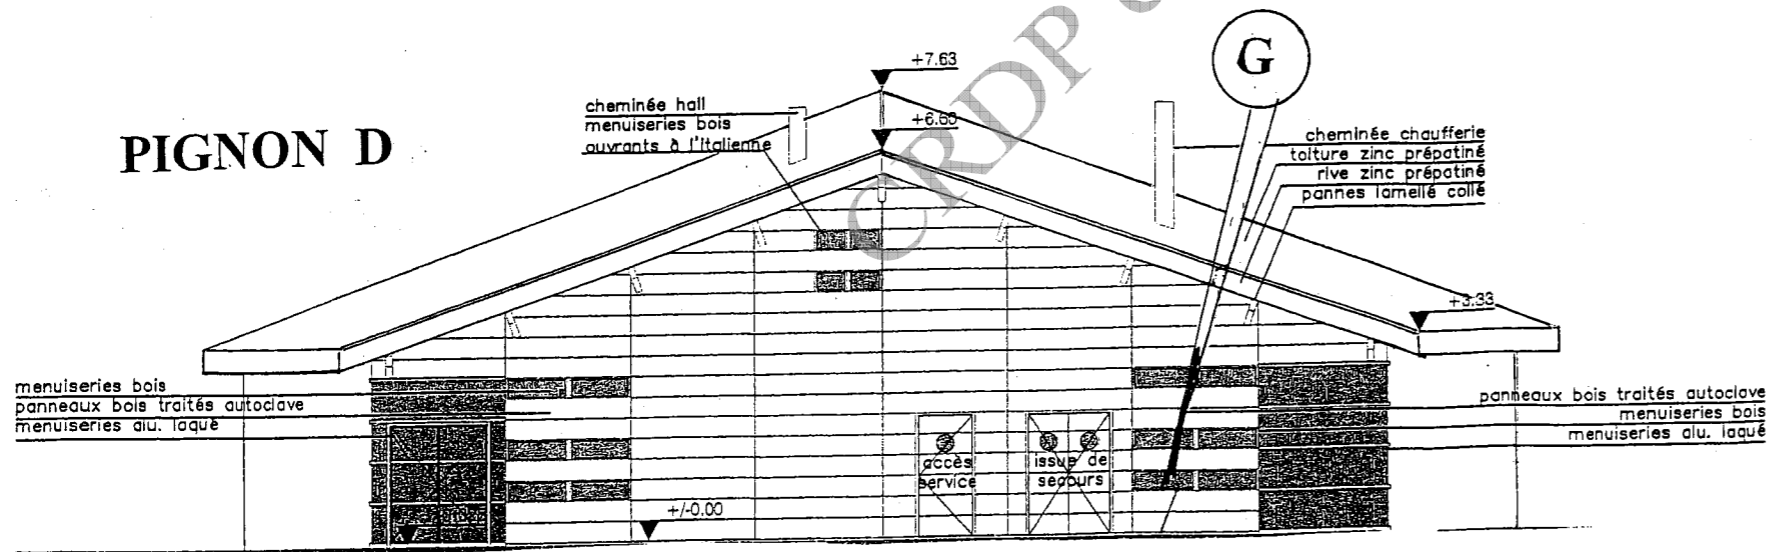 PIGNON D
G
CRDP
+7.63
+6.60
cheminée hall
menuiseries bois
ouvrants à l'italienne
cheminée chaufferie
toiture zinc prépatiné
rive zinc prépatiné
pannes lamellé collé
+3.33
menuiseries bois
panneaux bois traités autoclave
menuiseries alu. laqué
panneaux bois traités autoclave
menuiseries bois
menuiseries alu. laqué
accès
service
issue de
secours
+/-0.00